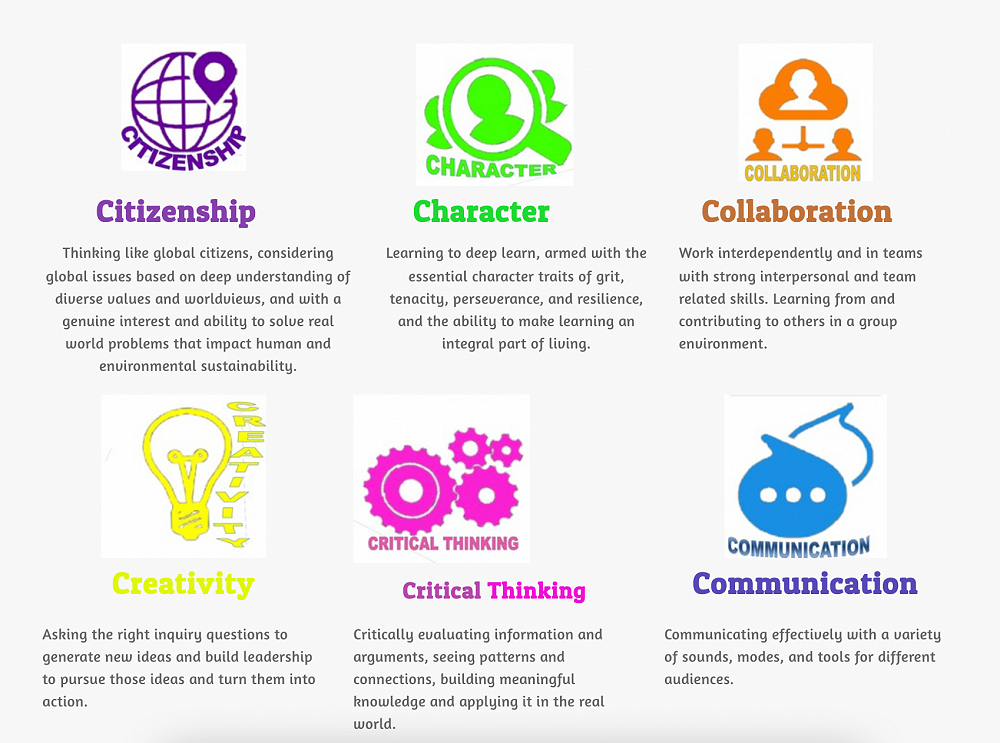 CITIZENSHIP
Citizenship
Thinking like global citizens, considering
global issues based on deep understanding of
diverse values and worldviews, and with a
genuine interest and ability to solve real
world problems that impact human and
environmental sustainability.
CHARACTER
Character
Learning to deep learn, armed with the
essential character traits of grit,
tenacity, perseverance, and resilience,
and the ability to make learning an
integral part of living.
COLLABORATION
Collaboration
Work interdependently and in teams
with strong interpersonal and team
related skills. Learning from and
contributing to others in a group
environment.
CREATIVITY
Creativity
Asking the right inquiry questions to
generate new ideas and build leadership
to pursue those ideas and turn them into
action.
CRITICAL THINKING
Critical Thinking
Critically evaluating information and
arguments, seeing patterns and
connections, building meaningful
knowledge and applying it in the real
world.
COMMUNICATION
Communication
Communicating effectively with a variety
of sounds, modes, and tools for different
audiences.